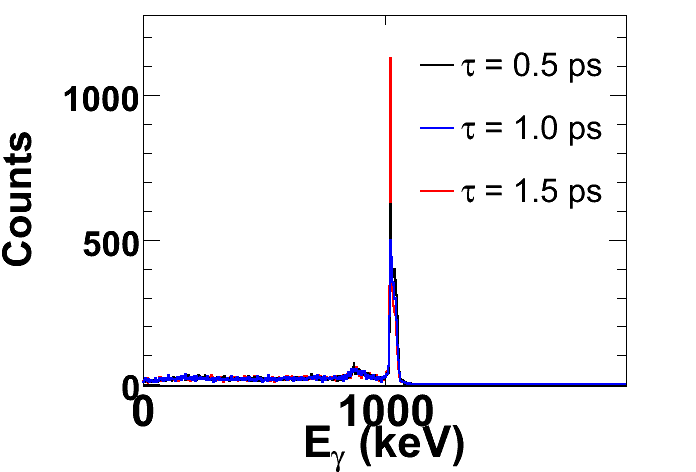 τ = 0.5 ps
τ = 1.0 ps
τ = 1.5 ps
Counts
1000
500
0
0 1000
Eγ (keV)